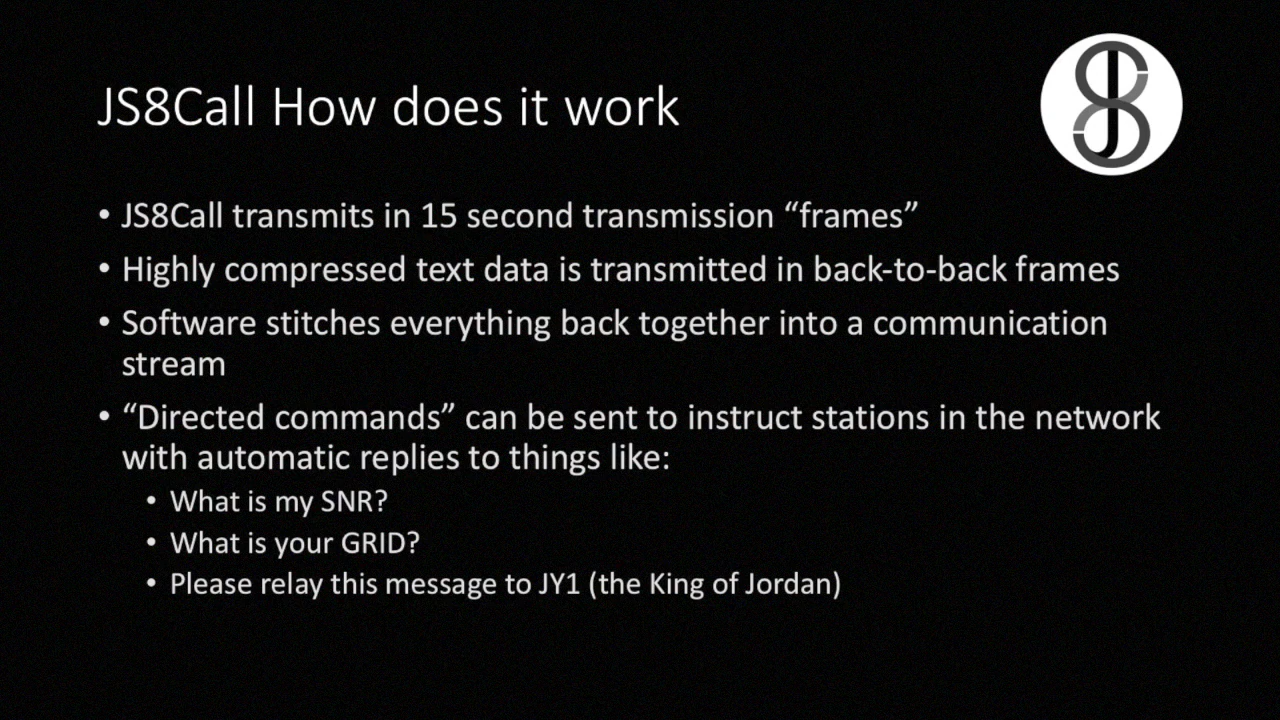 JS8Call How does it work
• JS8Call transmits in 15 second transmission “frames”
• Highly compressed text data is transmitted in back-to-back frames
• Software stitches everything back together into a communication
stream
• “Directed commands” can be sent to instruct stations in the network
with automatic replies to things like:
• What is my SNR?
• What is your GRID?
• Please relay this message to JY1 (the King of Jordan)